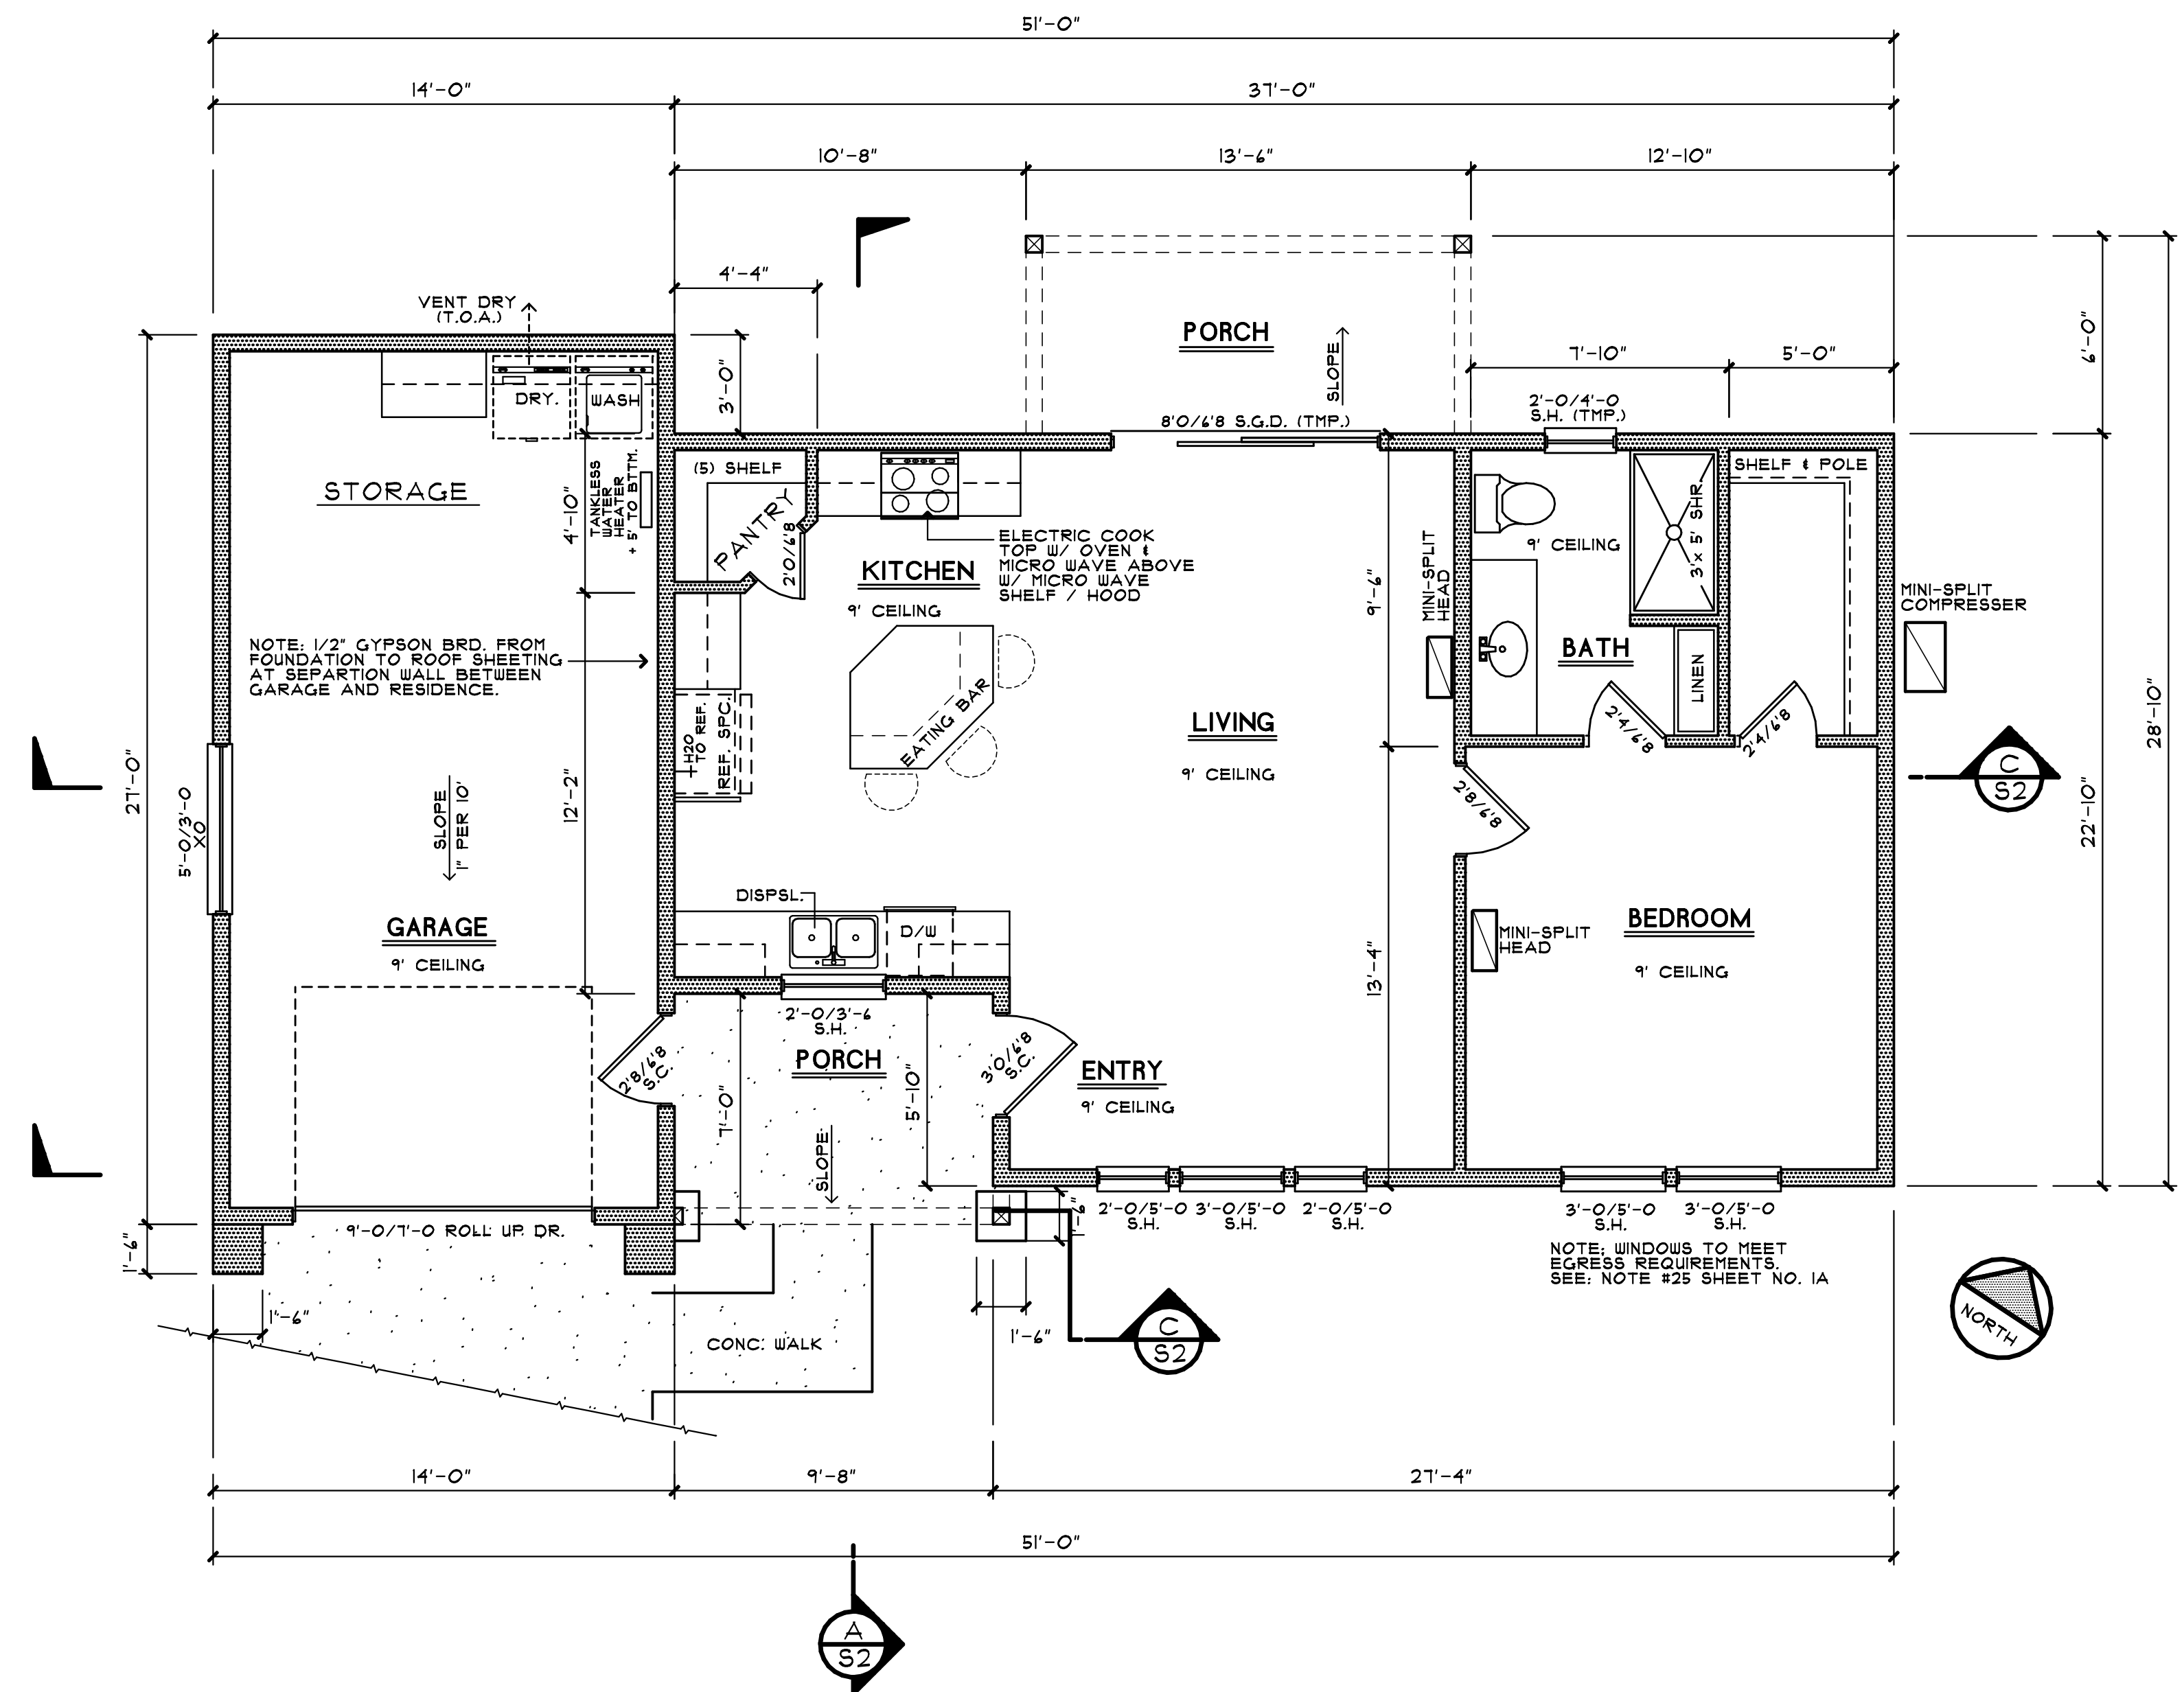 51'-0"
14'-0"
37'-0"
10'-8"
13'-6"
12'-10"
4'-4"
VENT DRY
(T.O.A.)
3'-0"
PORCH
SLOPE
7'-10"
5'-0"
6'-0"
2'-0/4'-0
S.H. (TMP.)
8'0/6'8 S.G.D. (TMP.)
DRY.
WASH
STORAGE
4'-10"
TANKLESS
WATER
HEATER
+ 5' TO BTTM.
(5) SHELF
PANTRY
2'0/6'8
KITCHEN
9' CEILING
ELECTRIC COOK
TOP W/ OVEN &
MICRO WAVE ABOVE
W/ MICRO WAVE
SHELF / HOOD
9'-6"
MINI-SPLIT
HEAD
9' CEILING
3' x 5' SHR.
SHELF & POLE
MINI-SPLIT
COMPRESSER
BATH
LINEN
2'4/6'8
2'4/6'8
NOTE: 1/2" GYPSON BRD. FROM
FOUNDATION TO ROOF SHEETING
AT SEPARTION WALL BETWEEN
GARAGE AND RESIDENCE.
H2O
TO REF.
REF. SPC.
EATING BAR
LIVING
9' CEILING
C
S2
28'-10"
22'-10"
27'-0"
5'-0/3'-0
XO
SLOPE
1" PER 10'
12'-2"
2'8/6'8
GARAGE
9' CEILING
DISPSL.
D/W
MINI-SPLIT
HEAD
BEDROOM
9' CEILING
13'-4"
2'-0/3'-6
S.H.
PORCH
2'8/6'8
S.C.
7'-0"
5'-10"
3'0/6'8
S.C.
ENTRY
9' CEILING
SLOPE
1'-6"
9'-0/7'-0 ROLL UP. DR.
1'-6"
2'-0/5'-0 3'-0/5'-0 2'-0/5'-0
S.H. S.H. S.H.
3'-0/5'-0 3'-0/5'-0
S.H. S.H.
NOTE; WINDOWS TO MEET
EGRESS REQUIREMENTS.
SEE: NOTE #25 SHEET NO. 1A
1'-6"
1'-6"
CONC. WALK
C
S2
NORTH
14'-0"
9'-8"
27'-4"
51'-0"
A
S2